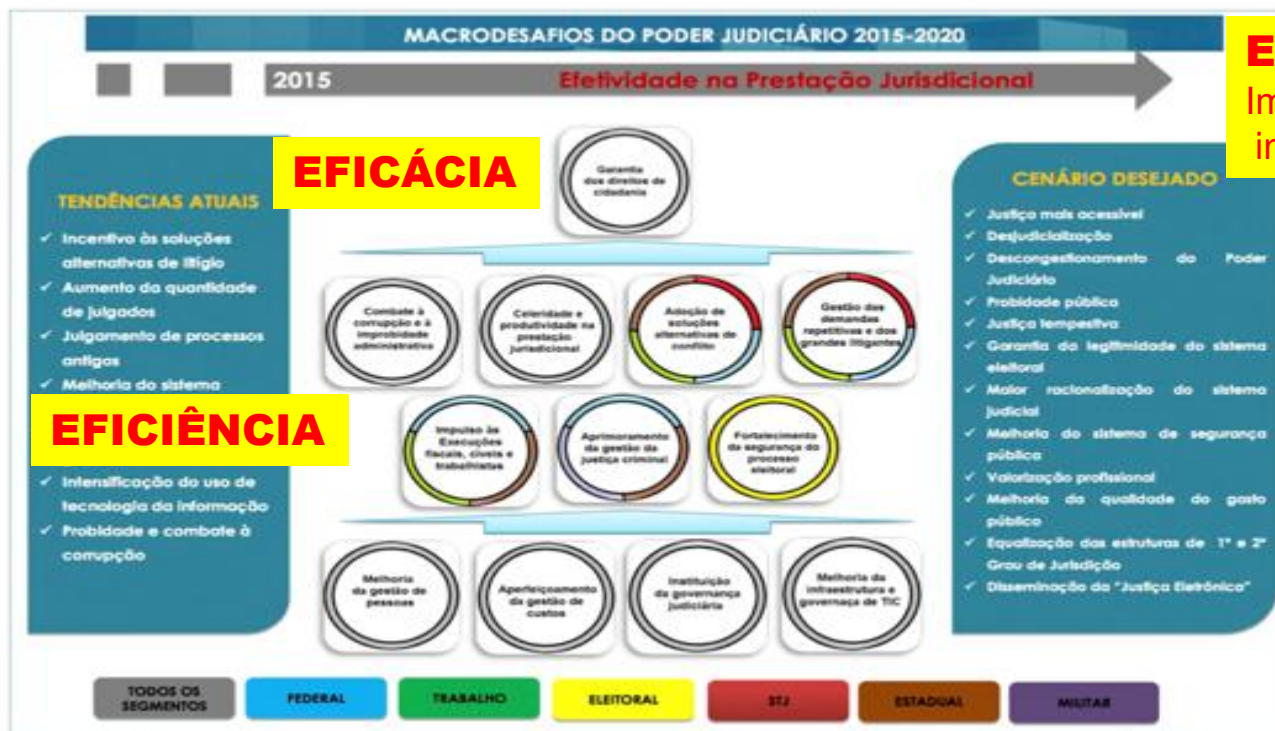 MACRODESAFIOS DO PODER JUDICIÁRIO 2015-2020
2015
Efetividade na Prestação Jurisdicional
E
Im
in
EFICÁCIA
TENDÊNCIAS ATUAIS
✓ Incentivo às soluções
alternativas de litígio
✓ Aumento da quantidade
de julgados
✓ Julgamento de processos
antigos
✓ Melhoria do sistema
EFICIÊNCIA
✓ Intensificação do uso de
tecnologia da informação
✓ Probidade e combate à
corrupção
Garantia
dos direitos de
cidadania
Combate à
corrupção e à
improbidade
administrativa
Celeridade e
produtividade na
prestação
jurisdicional
Adoção de
soluções
alternativas de
conflito
Gestão das
demandas
repetitivas e dos
grandes litigantes
Impulso às
Execuções
fiscais, cíveis e
trabalhistas
Aprimoramento
da gestão da
justiça criminal
Fortalecimento
da segurança do
processo
eleitoral
Melhoria
da gestão de
pessoas
Aperfeiçoamento
da gestão de
custos
Instituição
da governança
judiciária
Melhoria da
infraestrutura e
governaça de TIC
CENÁRIO DESEJADO
✓ Justiça mais acessível
✓ Desjudicialização
✓ Descongestionamento do Poder
Judiciário
✓ Probidade pública
✓ Justiça tempestiva
✓ Garantia da legitimidade do sistema
eleitoral
✓ Maior racionalização do sistema
judicial
✓ Melhoria do sistema de segurança
pública
✓ Valorização profissional
✓ Melhoria da qualidade do gasto
público
✓ Equalização das estruturas de 1º e 2º
Grau de Jurisdição
✓ Disseminação da "Justiça Eletrônica"
TODOS OS
SEGMENTOS
FEDERAL
TRABALHO
ELEITORAL
STJ
ESTADUAL
MILITAR